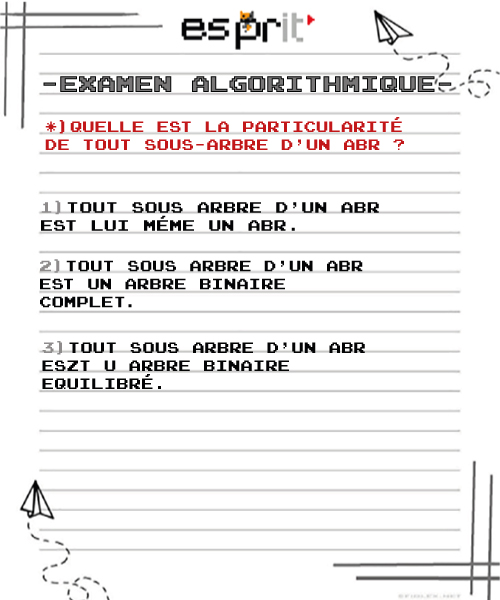 esprit
-EXAMEN ALGORITHMIQUE-
*)QUELLE EST LA PARTICULARITÉ
DE TOUT SOUS-ARBRE D'UN ABR ?
1)TOUT SOUS ARBRE D'UN ABR
EST LUI MÉME UN ABR.
2)TOUT SOUS ARBRE D'UN ABR
EST UN ARBRE BINAIRE
COMPLET.
3)TOUT SOUS ARBRE D'UN ABR
ESZT U ARBRE BINAIRE
EQUILIBRÉ.